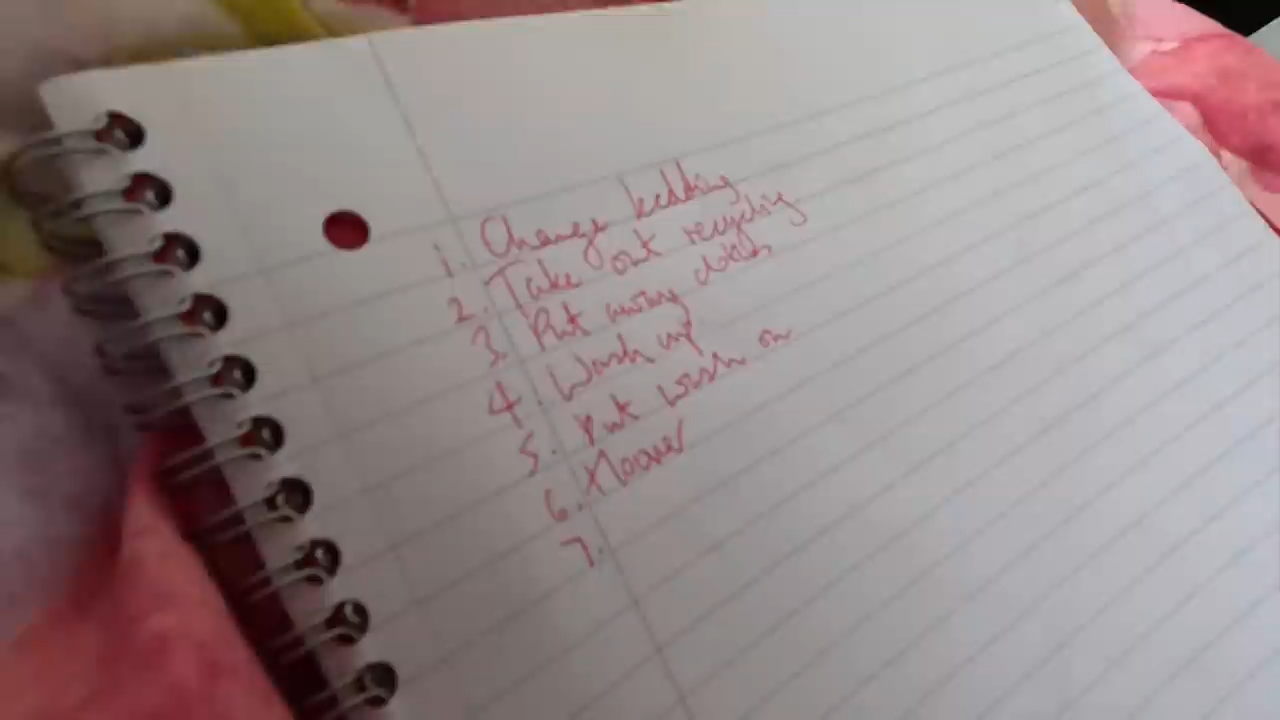 1. Change bedding
2. Take out recycling
3. Put away clothes
4. Wash up
5. Put wash on
6. Hoover
7.